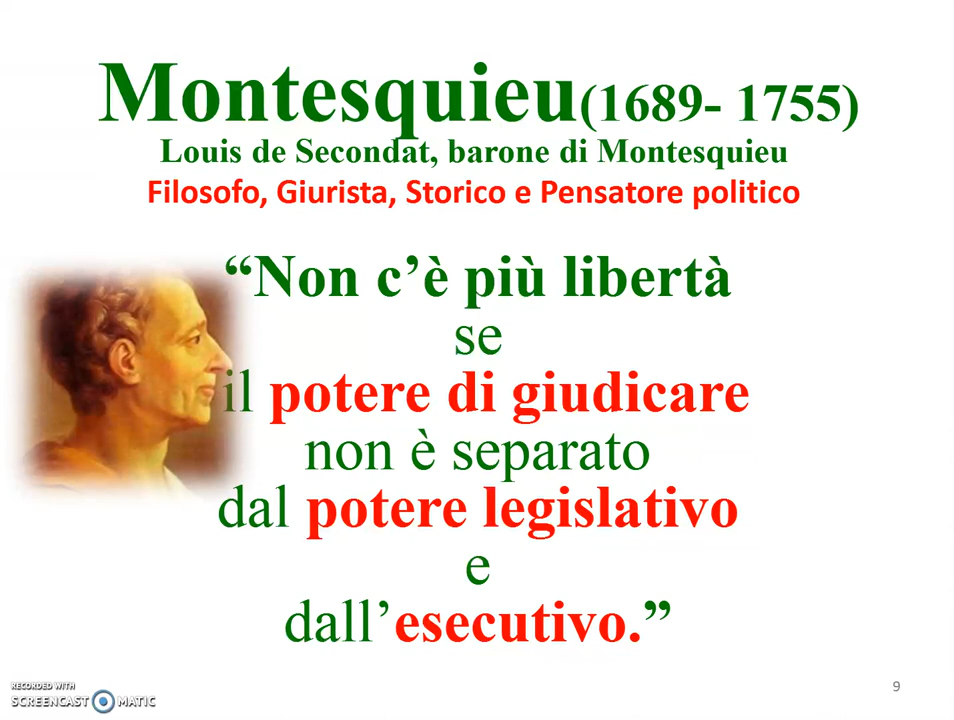 Montesquieu(1689- 1755)
Louis de Secondat, barone di Montesquieu
Filosofo, Giurista, Storico e Pensatore politico
“Non c’è più libertà
se
il potere di giudicare
non è separato
dal potere legislativo
e
dall’esecutivo.”
RECORDED WITH
SCREENCAST MATIC
9